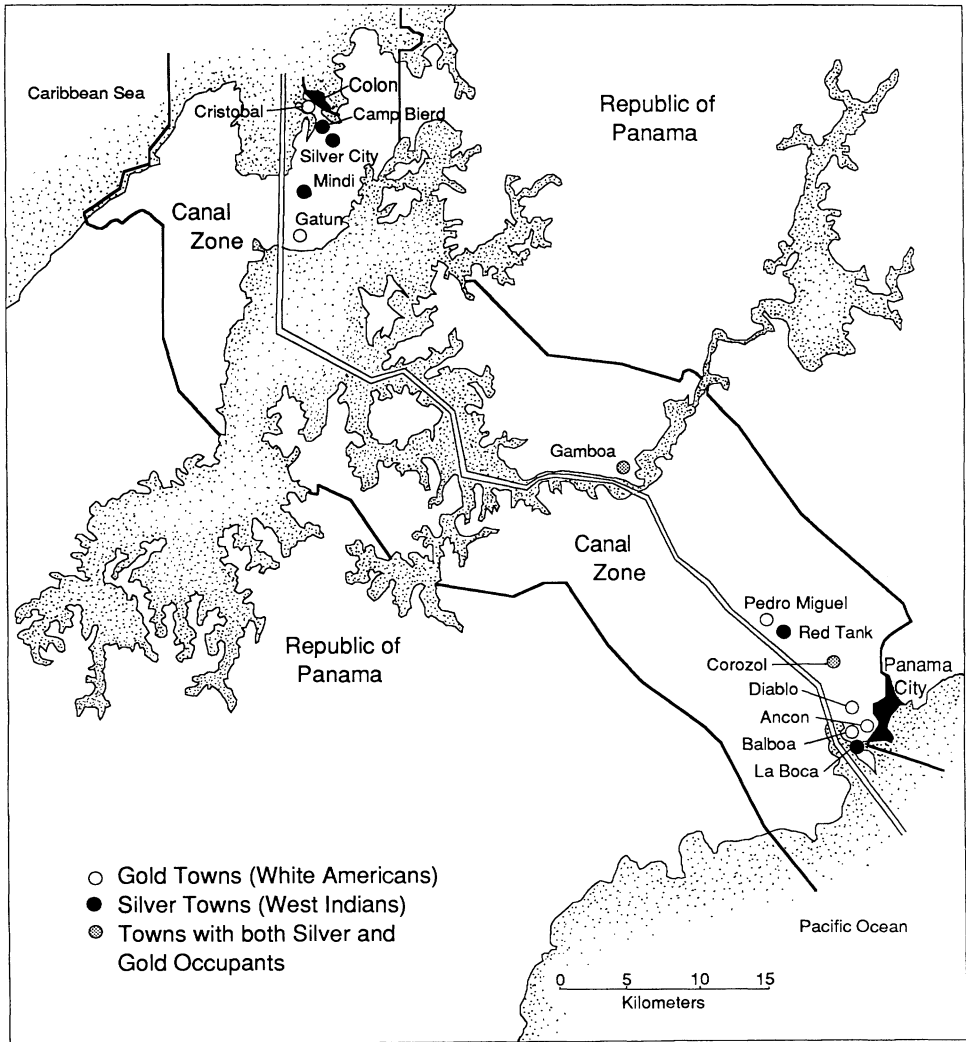 Caribbean Sea
Colon
Cristobal
Camp Bierd
Silver City
Mindi
Gatun
Canal
Zone
Republic of
Panama
Gamboa
Canal
Zone
Pedro Miguel
Red Tank
Corozol
Panama
City
Diablo
Ancon
Balboa
La Boca
Republic of
Panama
Gold Towns (White Americans)
Silver Towns (West Indians)
Towns with both Silver and
Gold Occupants
Pacific Ocean
0 5 10 15
Kilometers